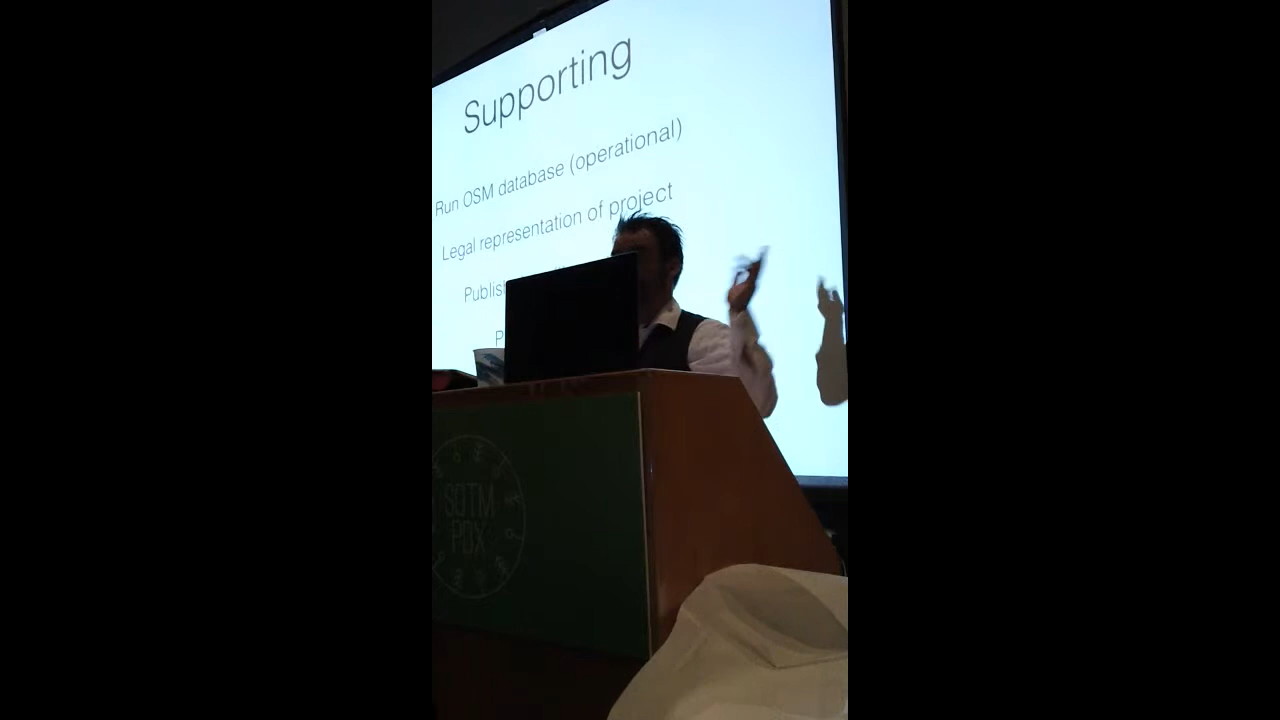 Supporting
Run OSM database (operational)
Legal representation of project
SOTM
PDX